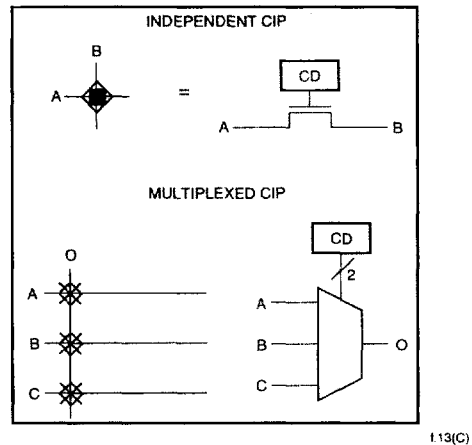 INDEPENDENT CIP
B
A
=
CD
A
B
MULTIPLEXED CIP
O
CD
2
A
A
B
B
O
C
C
1.13(C)